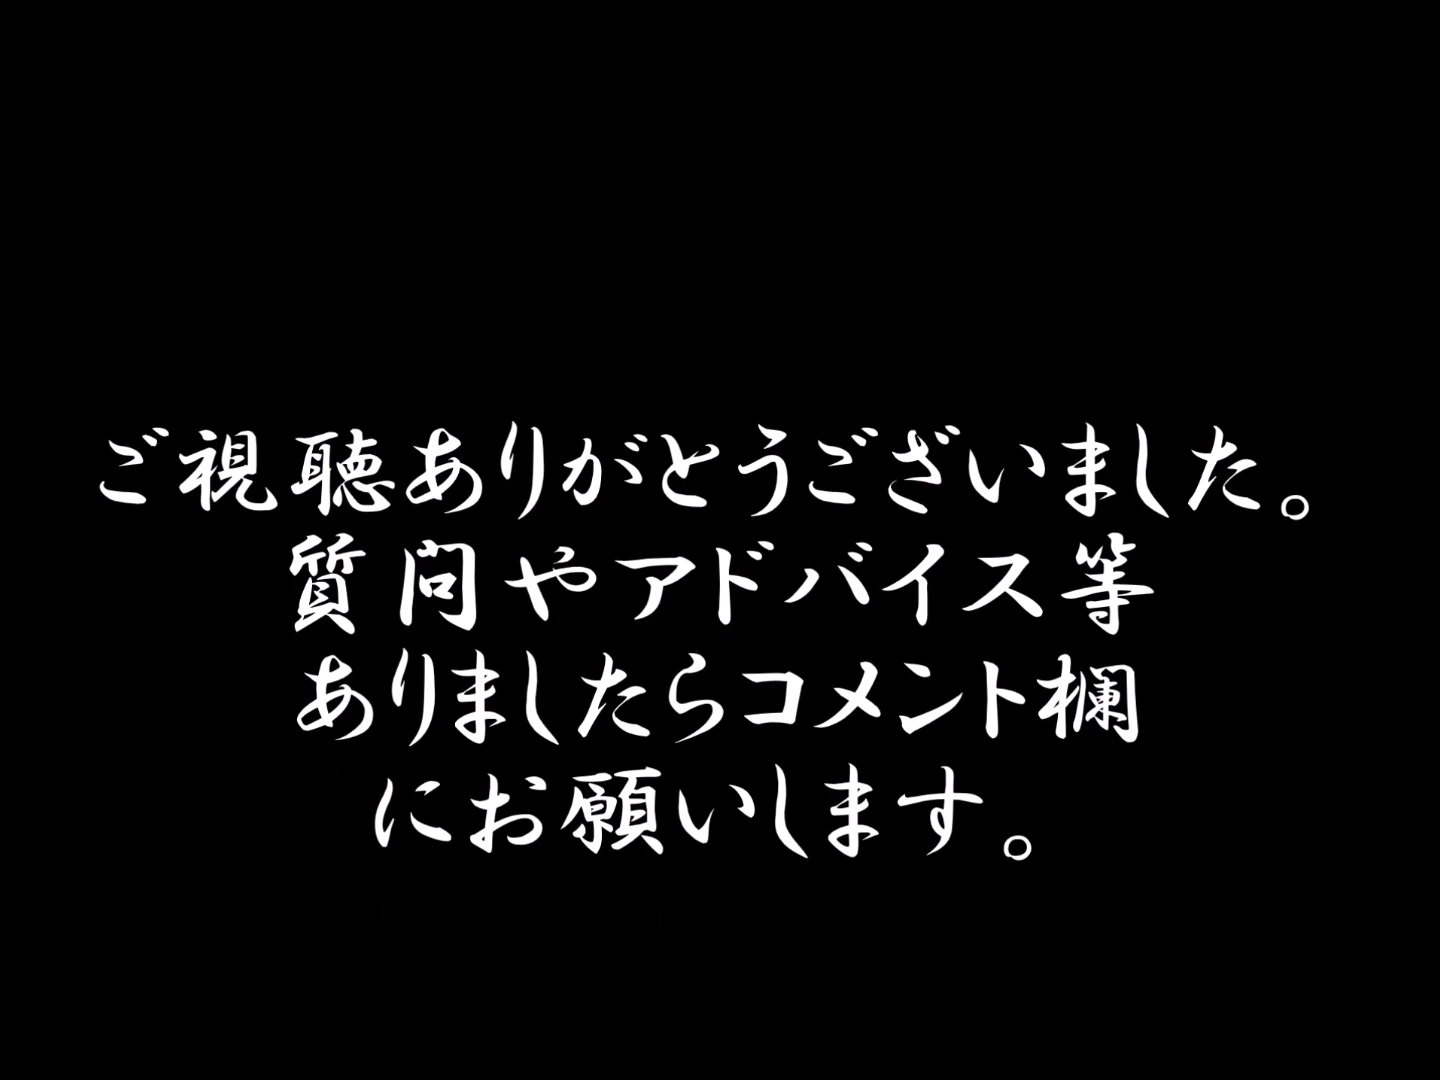 ご視聴ありがとうございました。
質問やアドバイス等
ありましたらコメント欄
にお願いします。